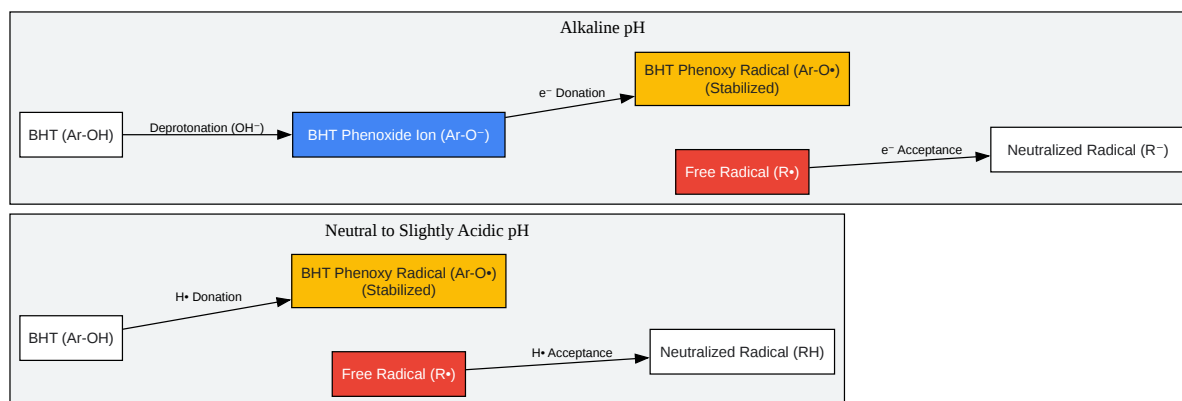 Alkaline pH
BHT Phenoxy Radical (Ar-O•)
(Stabilized)
e⁻ Donation
BHT (Ar-OH)
Deprotonation (OH⁻)
BHT Phenoxide Ion (Ar-O⁻)
Free Radical (R•)
e⁻ Acceptance
Neutralized Radical (R⁻)
Neutral to Slightly Acidic pH
BHT Phenoxy Radical (Ar-O•)
(Stabilized)
H• Donation
BHT (Ar-OH)
Free Radical (R•)
H• Acceptance
Neutralized Radical (RH)